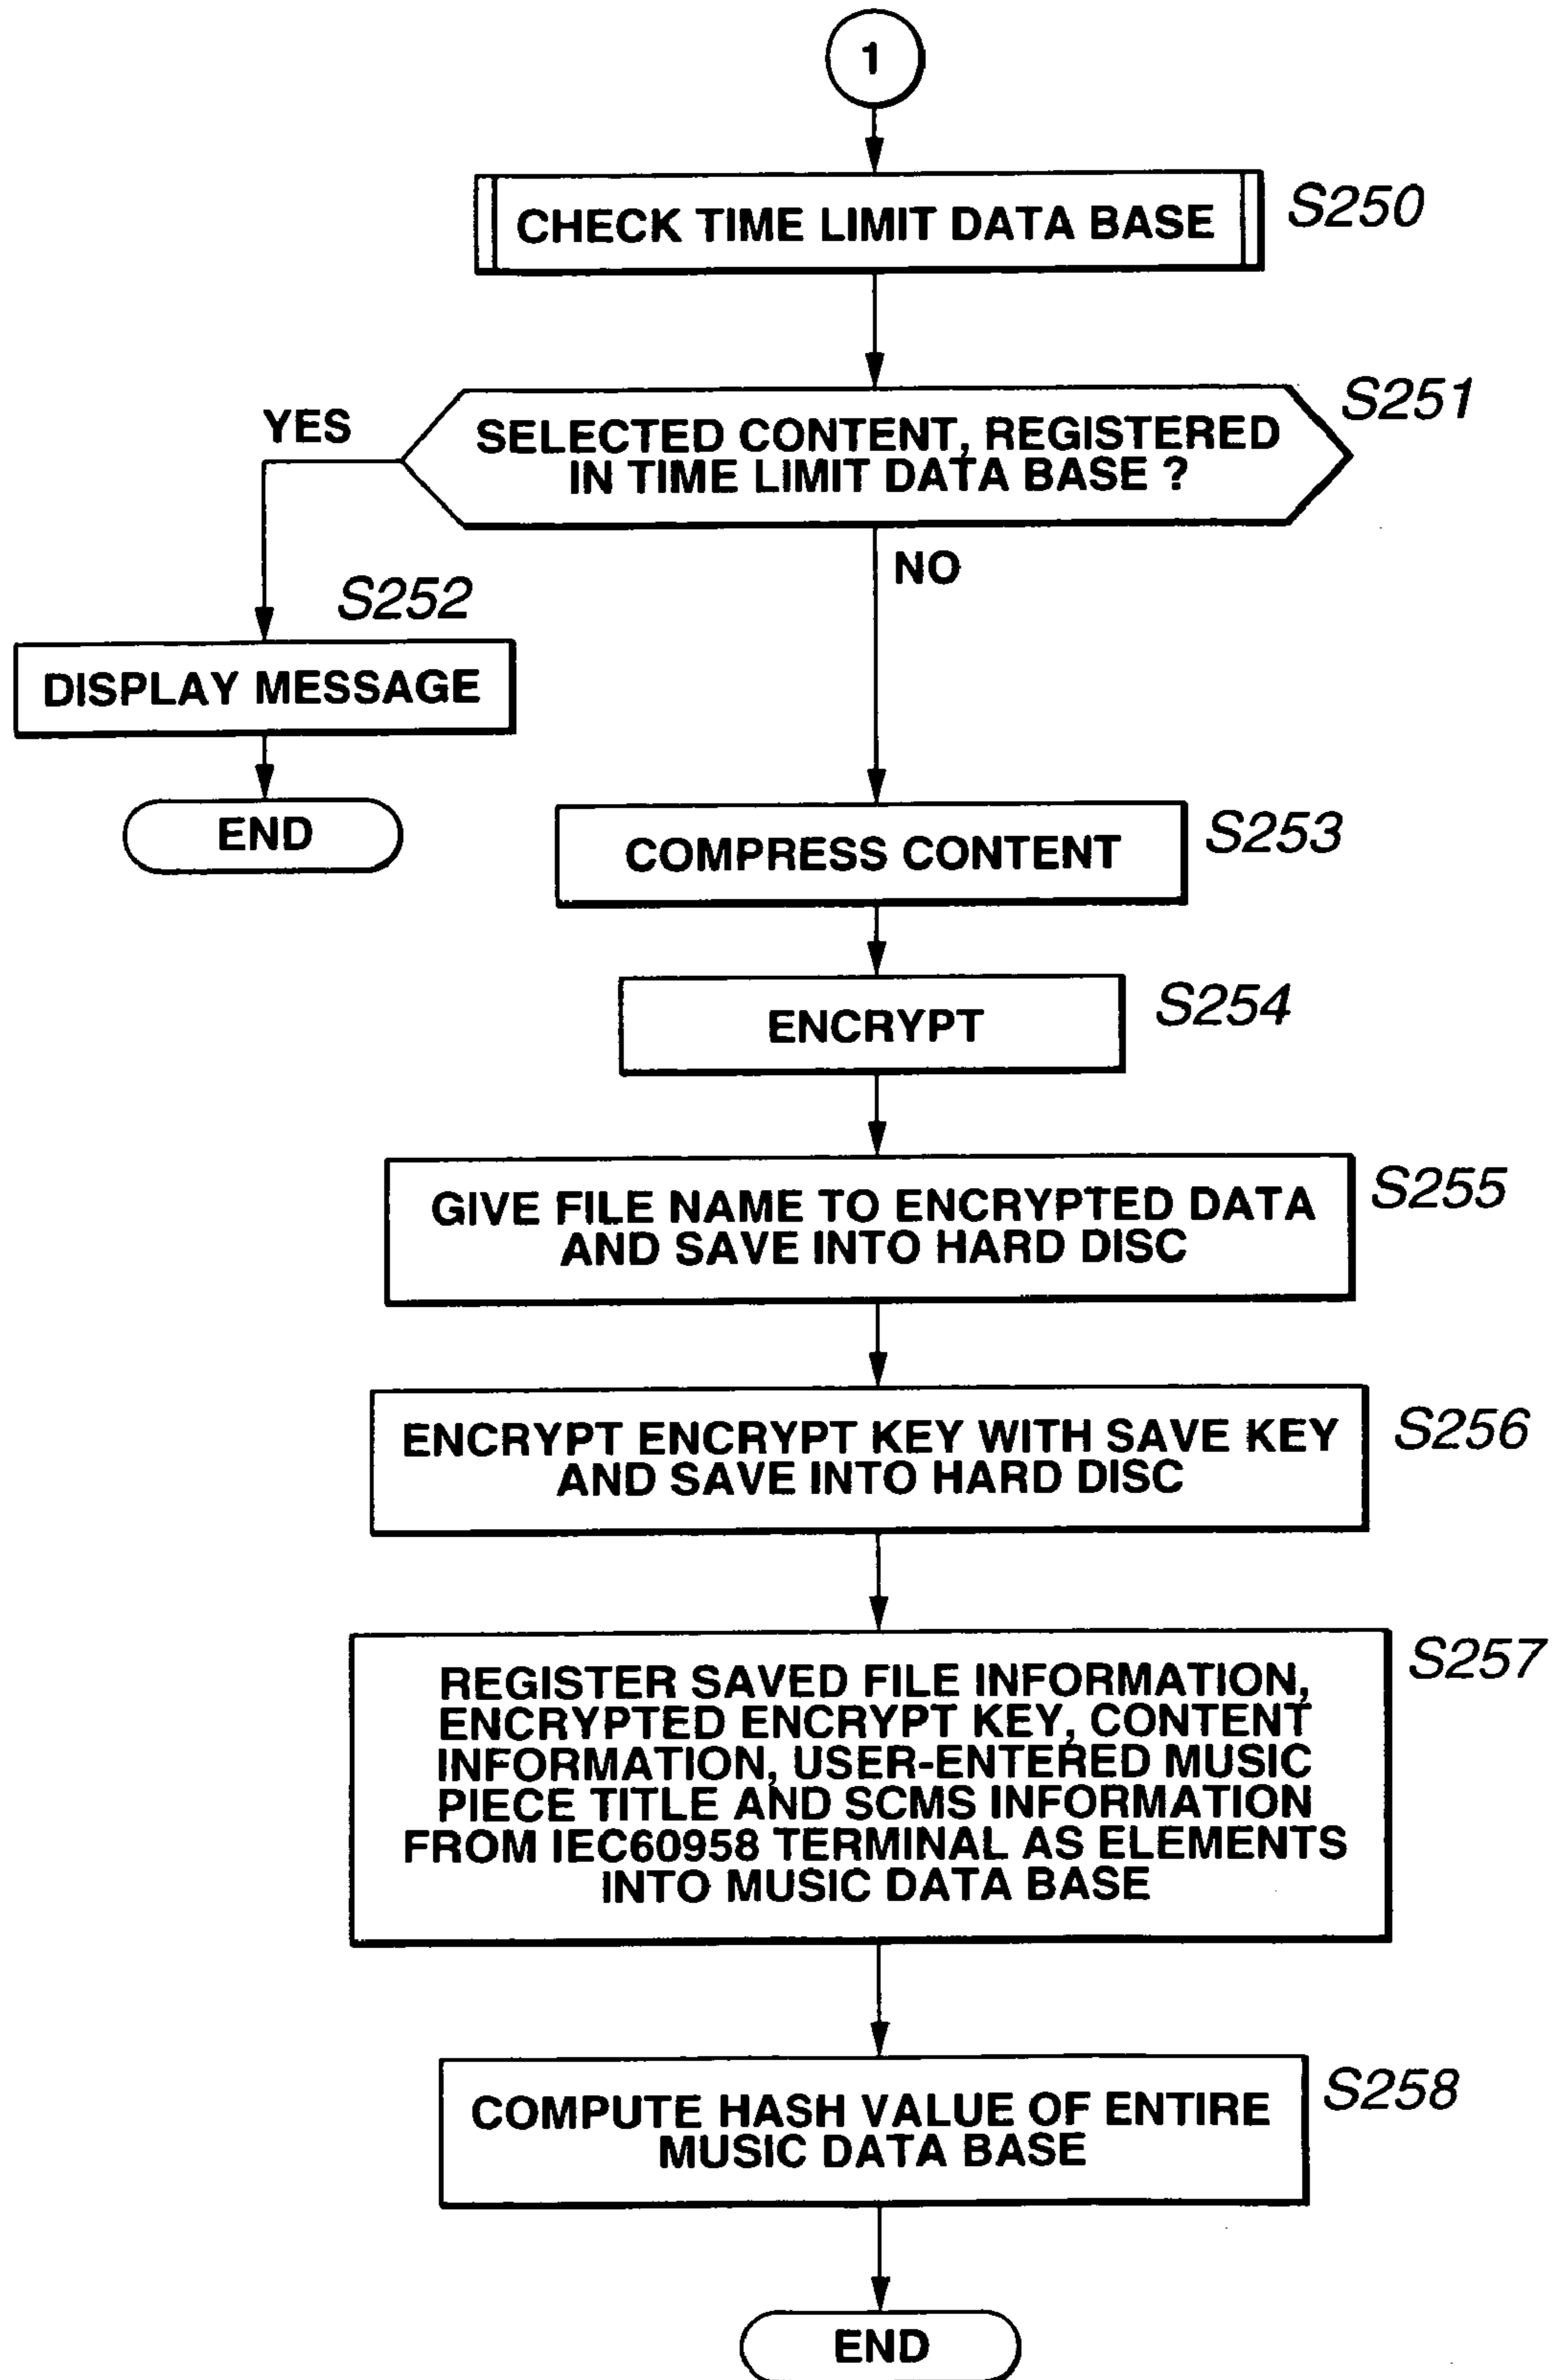 1
CHECK TIME LIMIT DATA BASE
S250
SELECTED CONTENT, REGISTERED
IN TIME LIMIT DATA BASE ?
S251
YES
NO
S252
DISPLAY MESSAGE
END
COMPRESS CONTENT
S253
ENCRYPT
S254
GIVE FILE NAME TO ENCRYPTED DATA
AND SAVE INTO HARD DISC
S255
ENCRYPT ENCRYPT KEY WITH SAVE KEY
AND SAVE INTO HARD DISC
S256
REGISTER SAVED FILE INFORMATION,
ENCRYPTED ENCRYPT KEY, CONTENT
INFORMATION, USER-ENTERED MUSIC
PIECE TITLE AND SCMS INFORMATION
FROM IEC60958 TERMINAL AS ELEMENTS
INTO MUSIC DATA BASE
S257
COMPUTE HASH VALUE OF ENTIRE
MUSIC DATA BASE
S258
END